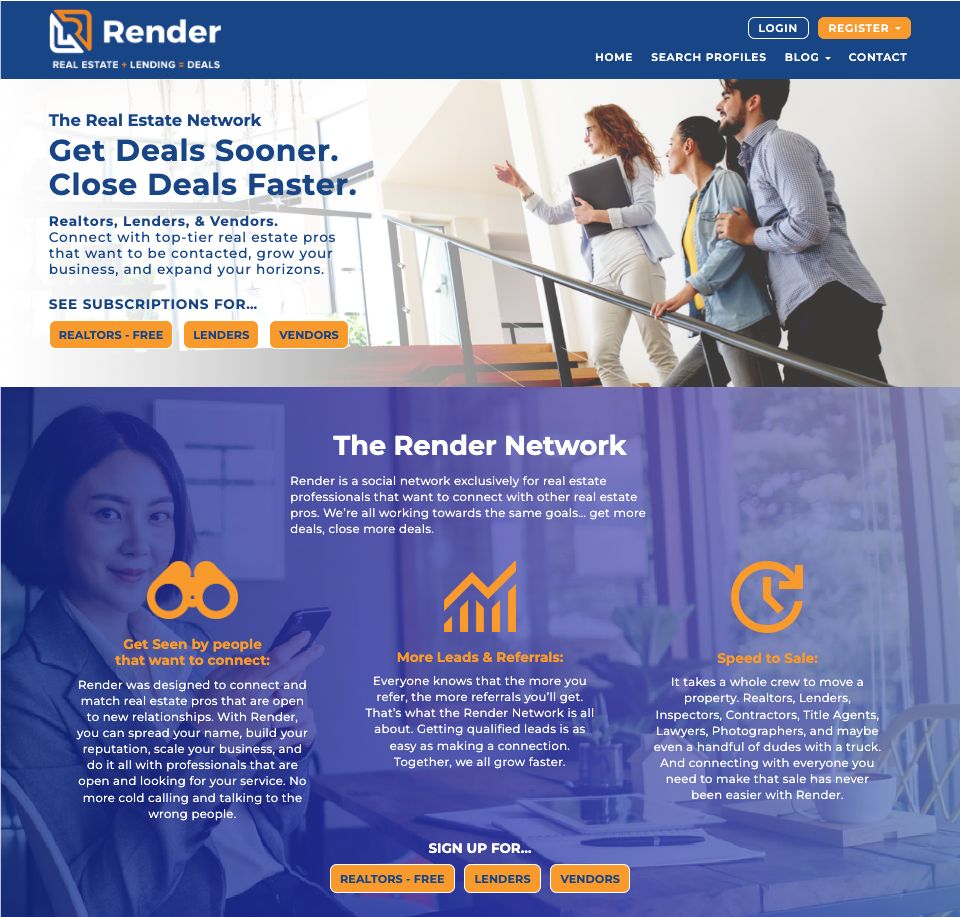 Render
REAL ESTATE + LENDING = DEALS
LOGIN
REGISTER
HOME
SEARCH PROFILES
BLOG
CONTACT
The Real Estate Network
Get Deals Sooner.
Close Deals Faster.
Realtors, Lenders, & Vendors.
Connect with top-tier real estate pros
that want to be contacted, grow your
business, and expand your horizons.
SEE SUBSCRIPTIONS FOR...
REALTORS - FREE
LENDERS
VENDORS
The Render Network
Render is a social network exclusively for real estate
professionals that want to connect with other real estate
pros. We're all working towards the same goals... get more
deals, close more deals.
Get Seen by people
that want to connect:
Render was designed to connect and
match real estate pros that are open
to new relationships. With Render,
you can spread your name, build your
reputation, scale your business, and
do it all with professionals that are
open and looking for your service. No
more cold calling and talking to the
wrong people.
More Leads & Referrals:
Everyone knows that the more you
refer, the more referrals you'll get.
That's what the Render Network is all
about. Getting qualified leads is as
easy as making a connection.
Together, we all grow faster.
Speed to Sale:
It takes a whole crew to move a
property. Realtors, Lenders,
Inspectors, Contractors, Title Agents,
Lawyers, Photographers, and maybe
even a handful of dudes with a truck.
And connecting with everyone you
need to make that sale has never
been easier with Render.
SIGN UP FOR...
REALTORS - FREE
LENDERS
VENDORS